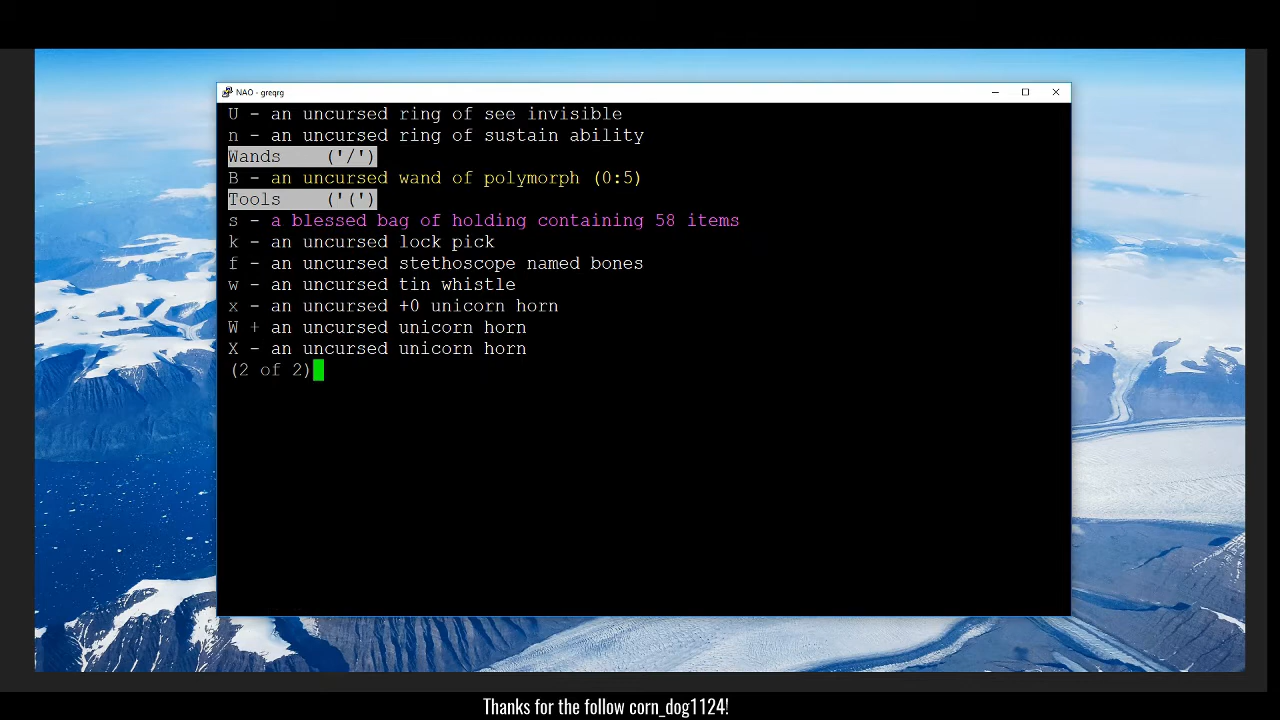 NAO - greqrg
U - an uncursed ring of see invisible
n - an uncursed ring of sustain ability
Wands    ('/')
B - an uncursed wand of polymorph (0:5)
Tools    ('(')
s - a blessed bag of holding containing 58 items
k - an uncursed lock pick
f - an uncursed stethoscope named bones
w - an uncursed tin whistle
x - an uncursed +0 unicorn horn
W + an uncursed unicorn horn
X - an uncursed unicorn horn
(2 of 2)
Thanks for the follow corn_dog1124!